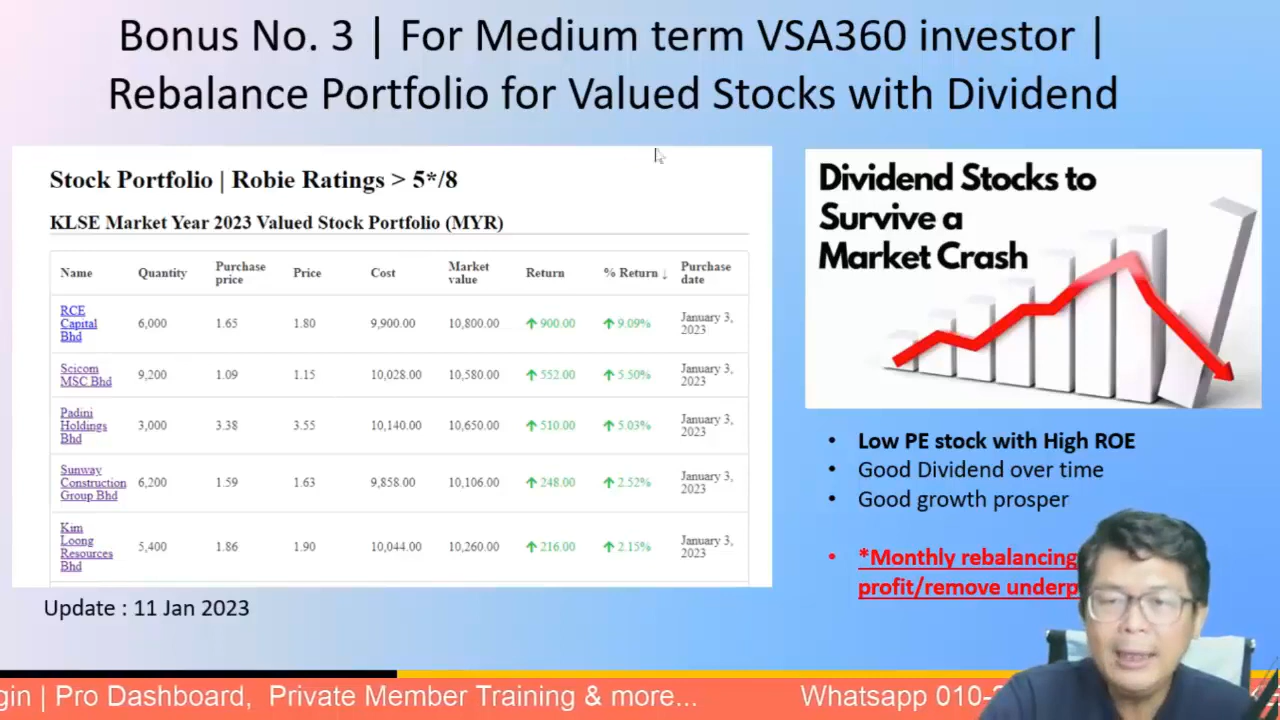 Bonus No. 3 | For Medium term VSA360 investor |
Rebalance Portfolio for Valued Stocks with Dividend
Stock Portfolio | Robie Ratings > 5*/8
KLSE Market Year 2023 Valued Stock Portfolio (MYR)
Name Quantity Purchase price Price Cost Market value Return % Return ↓ Purchase date
RCE Capital Bhd 6,000 1.65 1.80 9,900.00 10,800.00 ↑ 900.00 ↑ 9.09% January 3, 2023
Scicom MSC Bhd 9,200 1.09 1.15 10,028.00 10,580.00 ↑ 552.00 ↑ 5.50% January 3, 2023
Padini Holdings Bhd 3,000 3.38 3.55 10,140.00 10,650.00 ↑ 510.00 ↑ 5.03% January 3, 2023
Sunway Construction Group Bhd 6,200 1.59 1.63 9,858.00 10,106.00 ↑ 248.00 ↑ 2.52% January 3, 2023
Kim Loong Resources Bhd 5,400 1.86 1.90 10,044.00 10,260.00 ↑ 216.00 ↑ 2.15% January 3, 2023
Update : 11 Jan 2023
Dividend Stocks to
Survive a
Market Crash
• Low PE stock with High ROE
• Good Dividend over time
• Good growth prosper
• *Monthly rebalancing
profit/remove
gin | Pro Dashboard, Private Member Training & more... Whatsapp 010-